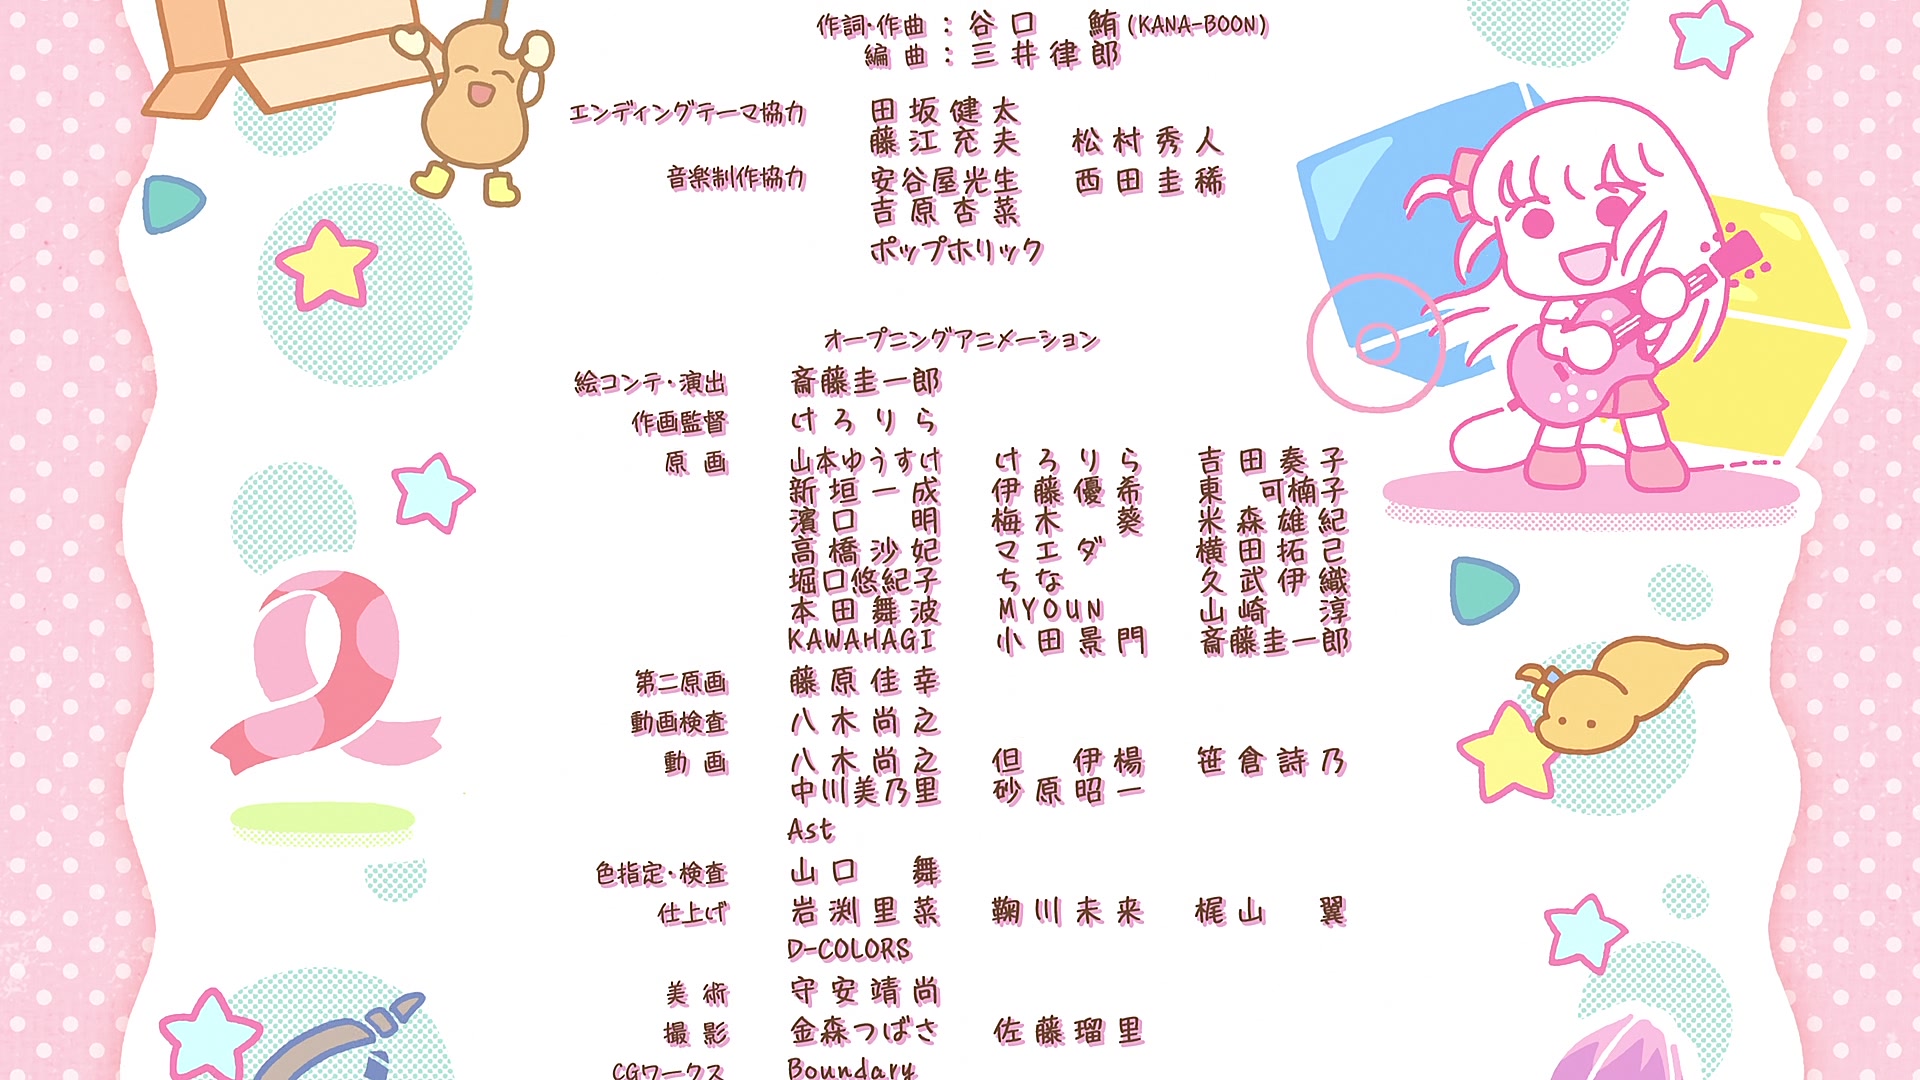 作詞・作曲：谷口 鮪(KANA-BOON)
編曲：三井律郎
エンディングテーマ協力 田坂健太
藤江充夫 松村秀人
音楽制作協力 安谷屋光生 西田圭稀
吉原杏菜
ポップホリック
オープニングアニメーション
絵コンテ・演出 斎藤圭一郎
作画監督 けろりら
原画 山本ゆうすけ けろりら 吉田奏子
新垣一成 伊藤優希 東 可楠子
濱口 明 梅木 葵 米森雄紀
高橋沙妃 マエダ 横田拓己
堀口悠紀子 ちな 久武伊織
本田舞波 MYOUN 山崎 淳
KAWAHAGI 小田景門 斎藤圭一郎
第二原画 藤原佳幸
動画検査 八木尚之
動画 八木尚之 但 伊楊 笹倉詩乃
中川美乃里 砂原昭一
Ast
色指定・検査 山口 舞
仕上げ 岩渕里菜 鞠川未来 梶山 翼
D-COLORS
美術 守安靖尚
撮影 金森つばさ 佐藤瑠里
CGワークス Boundary